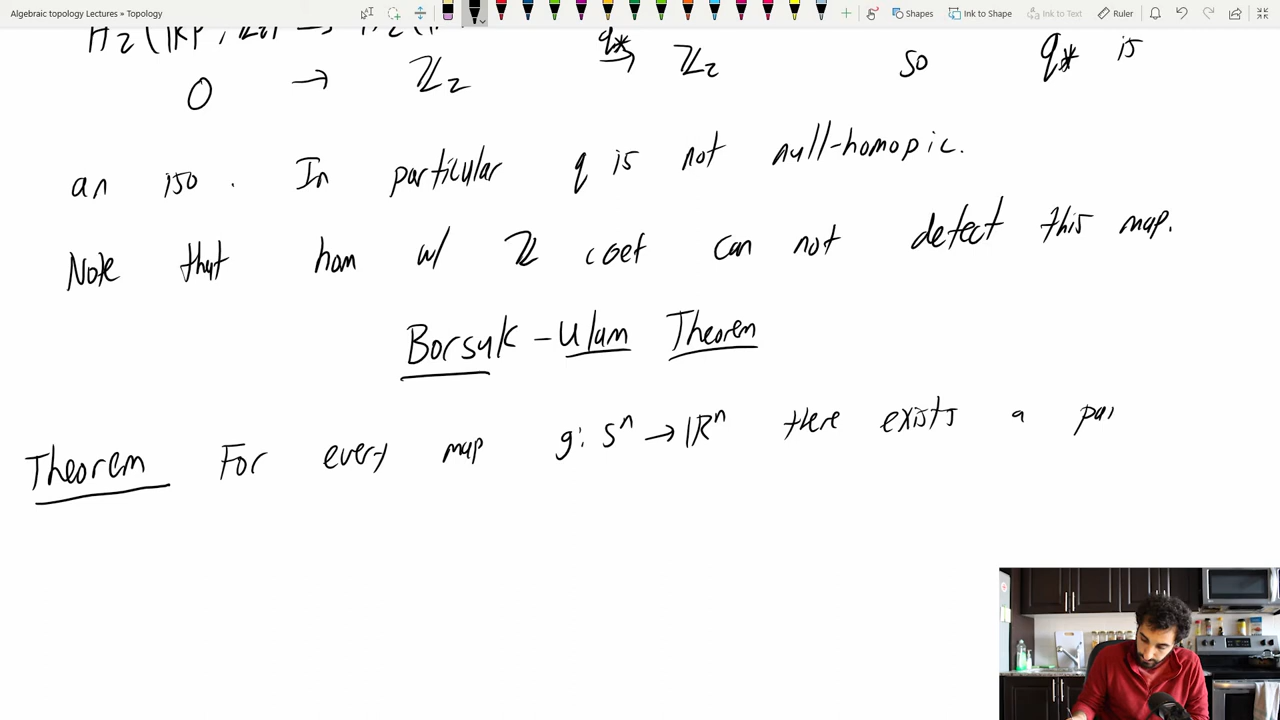 Algebraic topology Lectures » Topology
Shapes Ink to Shape Ink to Text Ruler
0 → ℤ₂ q* → ℤ₂ so q* is
an iso. In particular q is not null-homopic.
Note that hom w/ ℤ coef can not detect this map.
Borsuk-Ulam Theorem
Theorem For every map g: Sⁿ → ℝⁿ there exists a pai